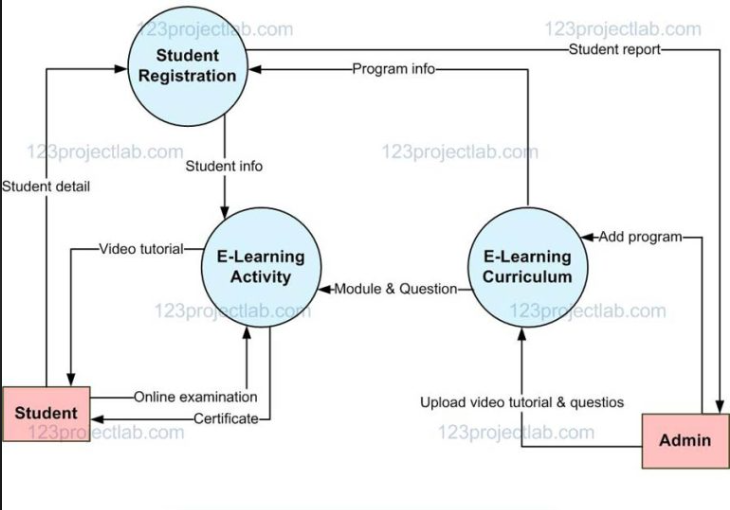 123projectlab.com
123projectlab.com
Student
Registration
Student report
Program info
123projectlab.com
123projectlab.com
Student info
Student detail
Video tutorial
E-Learning
Activity
E-Learning
Curriculum
Add program
Module & Question
123projectlab.com
123projectlab.com
Online examination
Upload video tutorial & questios
Student
Certificate
123projectlab.com
123projectlab.com
Admin